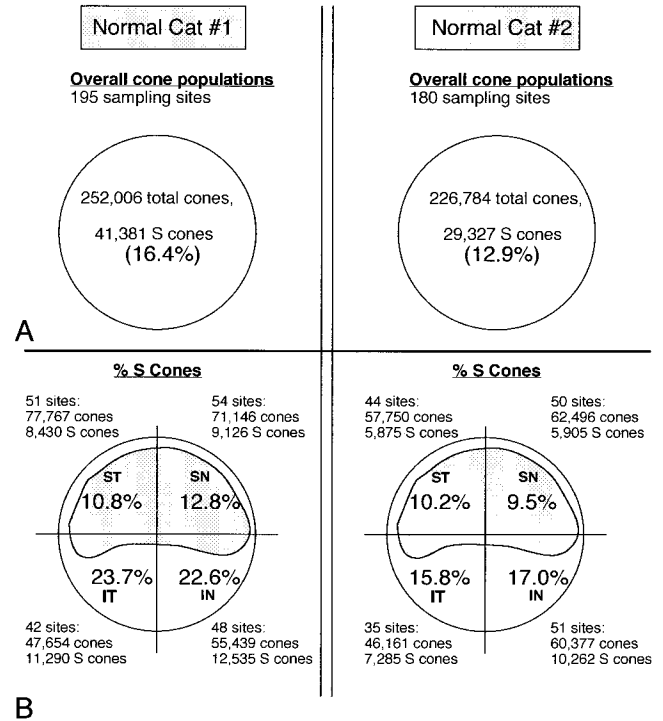 Normal Cat #1
Overall cone populations
195 sampling sites
252,006 total cones,
41,381 S cones
(16.4%)
Normal Cat #2
Overall cone populations
180 sampling sites
226,784 total cones,
29,327 S cones
(12.9%)
A
% S Cones
51 sites:
77,767 cones
8,430 S cones
54 sites:
71,146 cones
9,126 S cones
ST
10.8%
SN
12.8%
23.7%
IT
22.6%
IN
42 sites:
47,654 cones
11,290 S cones
48 sites:
55,439 cones
12,535 S cones
% S Cones
44 sites:
57,750 cones
5,875 S cones
50 sites:
62,496 cones
5,905 S cones
ST
10.2%
SN
9.5%
15.8%
IT
17.0%
IN
35 sites:
46,161 cones
7,285 S cones
51 sites:
60,377 cones
10,262 S cones
B